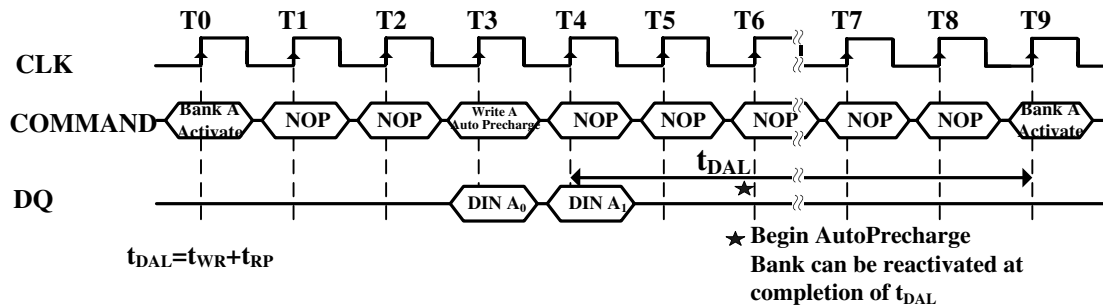 T0 T1 T2 T3 T4 T5 T6 T7 T8 T9
CLK
COMMAND
Bank A Activate
NOP
NOP
Write A Auto Precharge
NOP
NOP
NOP
NOP
NOP
Bank A Activate
tDAL
DQ
DIN A0
DIN A1
tDAL=tWR+tRP
★ Begin AutoPrecharge
Bank can be reactivated at
completion of tDAL